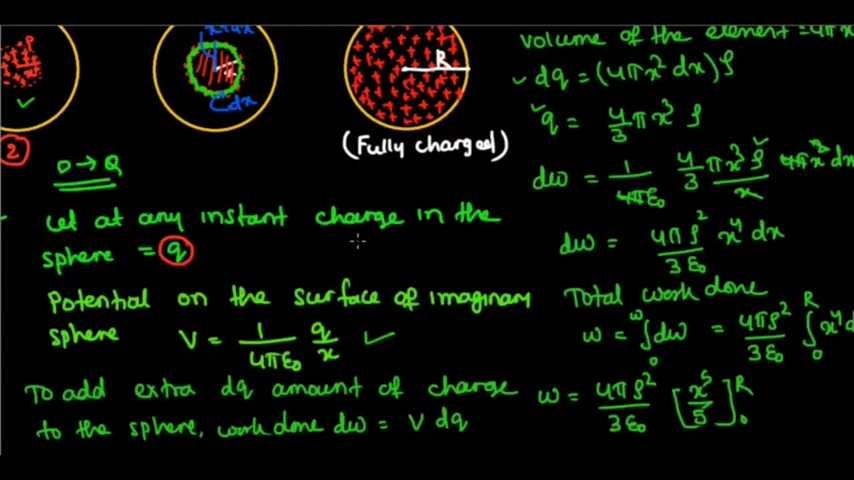 x+dx
ρ
x
dx
R
(Fully charged)
2
0 → Q
Let at any instant charge in the
sphere = q
Potential on the surface of imaginary
sphere V = 1/4πε₀ q/x ✓
To add extra dq amount of charge
to the sphere, work done dw = V dq
volume of the element = 4πx
✓ dq = (4πx² dx) ρ
✓ q = 4/3 πx³ ρ
dw = 1/4πε₀ 4/3 πx³ ρ/x 4πx² dx
dw = 4πρ²/3ε₀ x⁴ dx
Total work done
w = ∫₀ʷ dw = 4πρ²/3ε₀ ∫₀ᴿ x⁴ d
w = 4πρ²/3ε₀ [x⁵/5]₀ᴿ